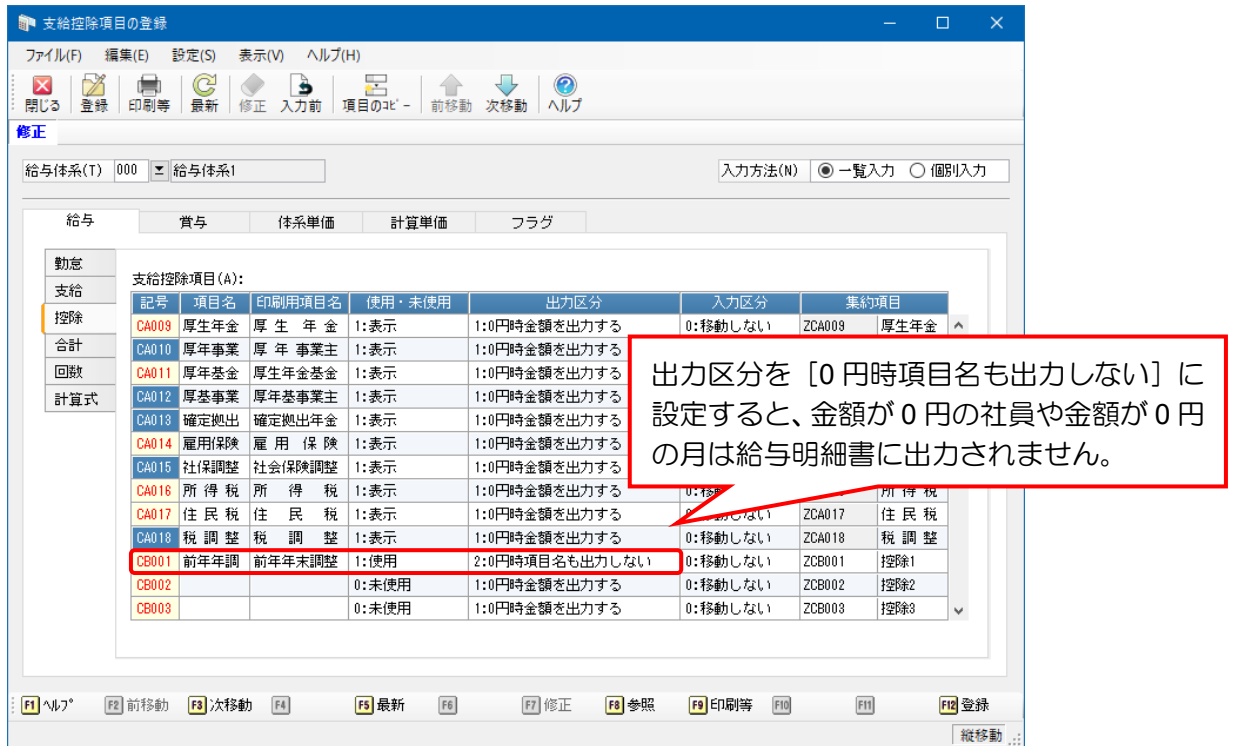 支給控除項目の登録
ファイル(F) 編集(E) 設定(S) 表示(V) ヘルプ(H)
閉じる 登録 印刷等 最新 修正 入力前 項目のｺﾋﾟｰ 前移動 次移動 ヘルプ
修正
給与体系(T) 000 給与体系1 入力方法(N) 一覧入力 個別入力
給与 賞与 体系単価 計算単価 フラグ
勤怠
支給
控除
合計
回数
計算式
支給控除項目(A):
記号 項目名 印刷用項目名 使用・未使用 出力区分 入力区分 集約項目
CA009 厚生年金 厚 生 年 金 1:表示 1:0円時金額を出力する 0:移動しない ZCA009 厚生年金
CA010 厚年事業 厚 年 事業主 1:表示 1:0円時金額を出力する
CA011 厚年基金 厚生年金基金 1:表示 1:0円時金額を出力する
CA012 厚基事業 厚年基事業主 1:表示 1:0円時金額を出力する
CA013 確定拠出 確定拠出年金 1:表示 1:0円時金額を出力する
CA014 雇用保険 雇 用 保 険 1:表示 1:0円時金額を出力する
CA015 社保調整 社会保険調整 1:表示 1:0円時金額を出力する
CA016 所 得 税 所 得 税 1:表示 1:0円時金額を出力する 0:移動 所 得 税
CA017 住 民 税 住 民 税 1:表示 1:0円時金額を出力する 0:移動しない ZCA017 住 民 税
CA018 税 調 整 税 調 整 1:表示 1:0円時金額を出力する 0:移動しない ZCA018 税 調 整
CB001 前年年調 前年年末調整 1:使用 2:0円時項目名も出力しない 0:移動しない ZCB001 控除1
CB002 0:未使用 1:0円時金額を出力する 0:移動しない ZCB002 控除2
CB003 0:未使用 1:0円時金額を出力する 0:移動しない ZCB003 控除3
出力区分を［0 円時項目名も出力しない］に
設定すると、金額が 0 円の社員や金額が 0 円
の月は給与明細書に出力されません。
F1 ﾍﾙﾌﾟ F2 前移動 F3 次移動 F4 F5 最新 F6 F7 修正 F8 参照 F9 印刷等 F10 F11 F12 登録
縦移動